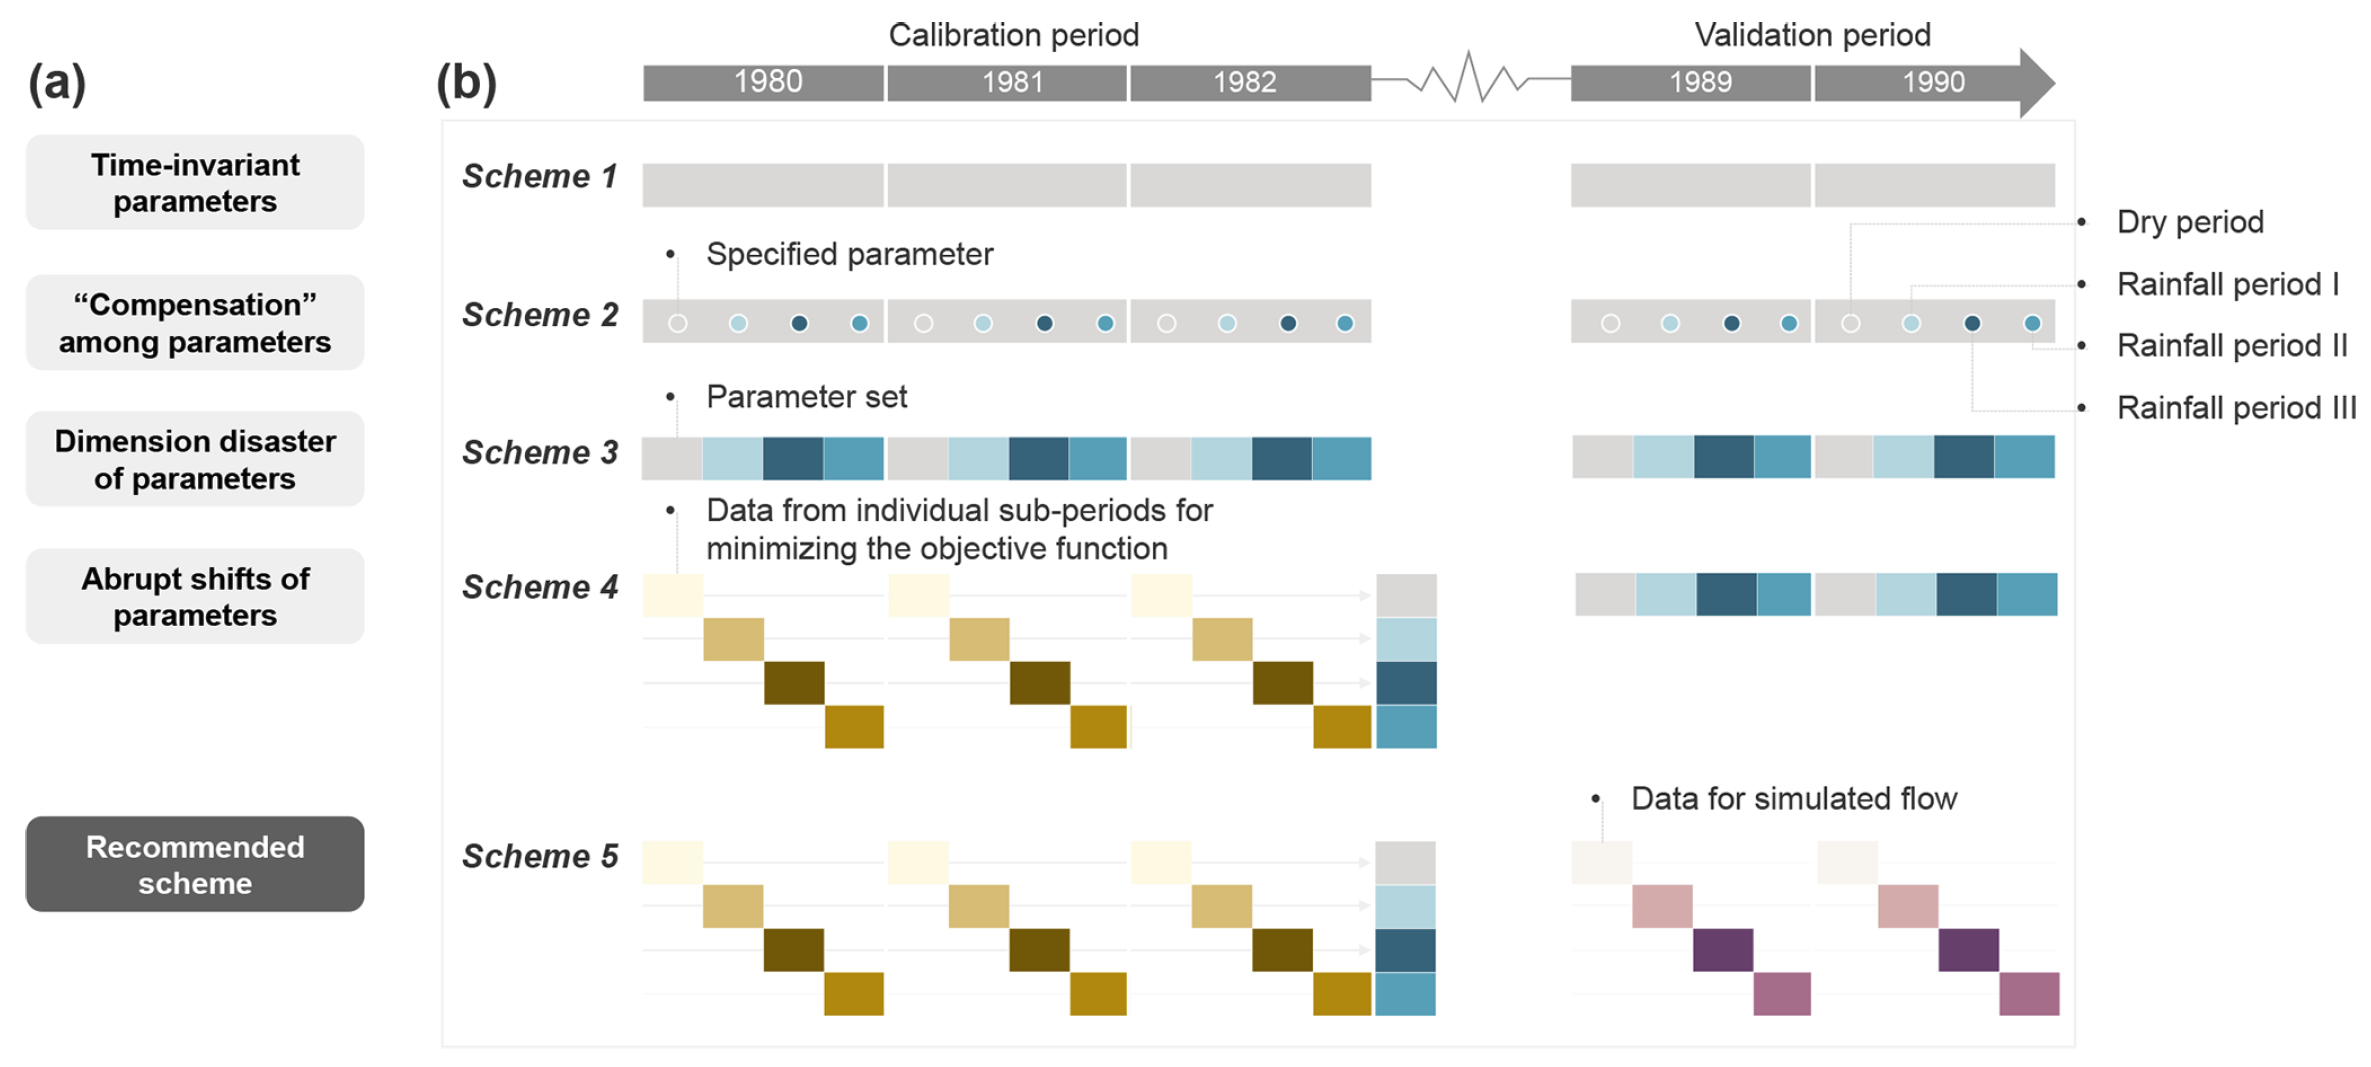 (a)
Time-invariant
parameters
“Compensation”
among parameters
Dimension disaster
of parameters
Abrupt shifts of
parameters
Recommended
scheme
(b)
Calibration period
Validation period
1980
1981
1982
1989
1990
Scheme 1
• Specified parameter
Scheme 2
• Dry period
• Rainfall period I
• Rainfall period II
• Rainfall period III
• Parameter set
Scheme 3
• Data from individual sub-periods for
minimizing the objective function
Scheme 4
• Data for simulated flow
Scheme 5